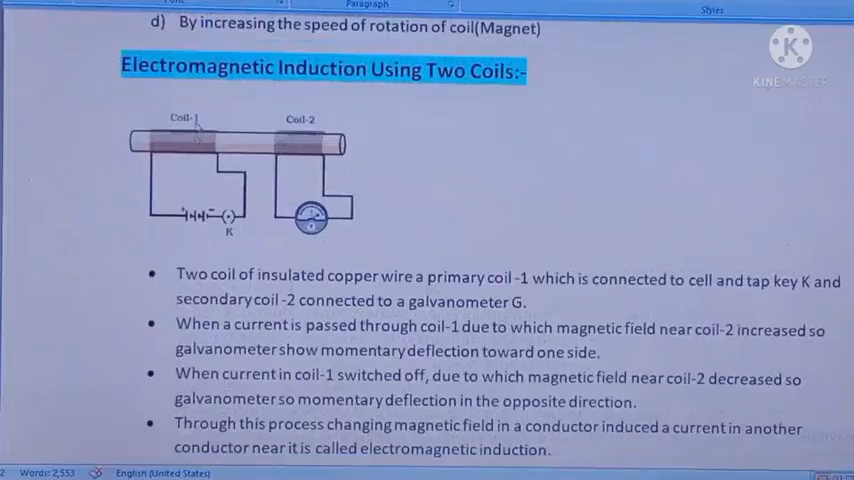 Paragraph
Styles
d) By increasing the speed of rotation of coil(Magnet)
K
KINEMASTER
Electromagnetic Induction Using Two Coils:-
Coil-1
Coil-2
K
G
• Two coil of insulated copper wire a primary coil -1 which is connected to cell and tap key K and
secondary coil -2 connected to a galvanometer G.
• When a current is passed through coil-1 due to which magnetic field near coil-2 increased so
galvanometer show momentary deflection toward one side.
• When current in coil-1 switched off, due to which magnetic field near coil-2 decreased so
galvanometer so momentary deflection in the opposite direction.
• Through this process changing magnetic field in a conductor induced a current in another
conductor near it is called electromagnetic induction.
2 Words: 2,553 English (United States)